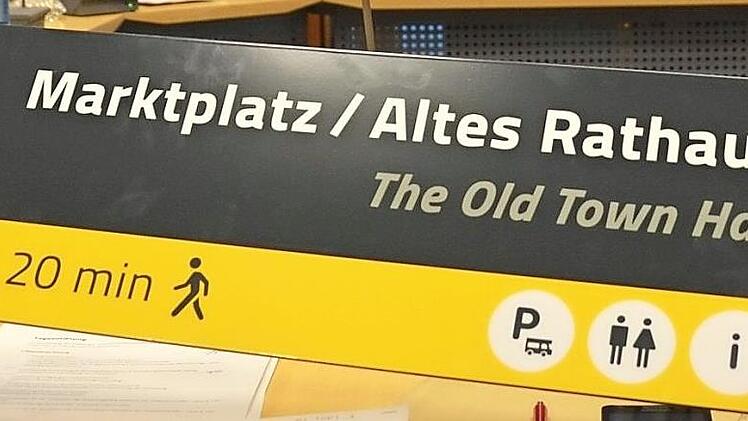 Marktplatz / Altes Rathau
The Old Town Ha
20 min
P
i